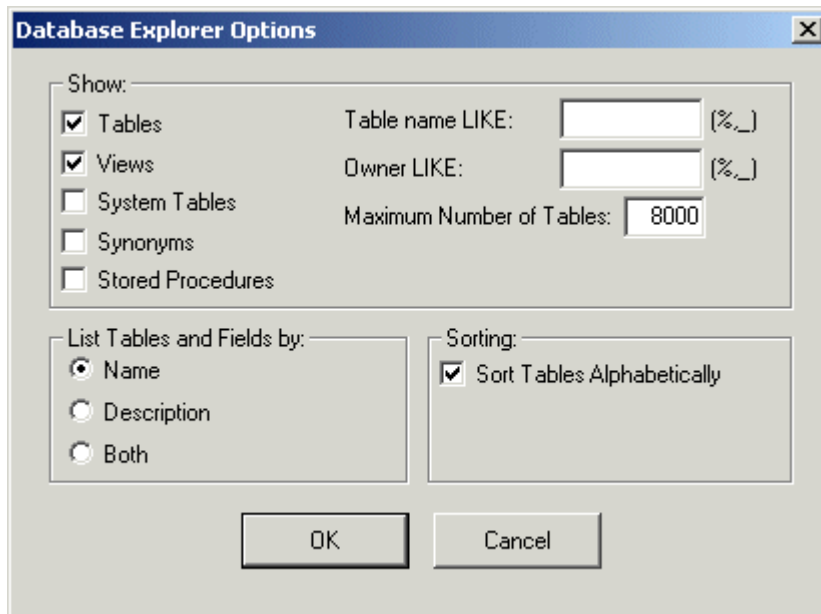 Database Explorer Options
Show:
Tables
Table name LIKE:
(%,_)
Views
Owner LIKE:
(%,_)
System Tables
Maximum Number of Tables:
8000
Synonyms
Stored Procedures
List Tables and Fields by:
Name
Description
Both
Sorting:
Sort Tables Alphabetically
OK
Cancel